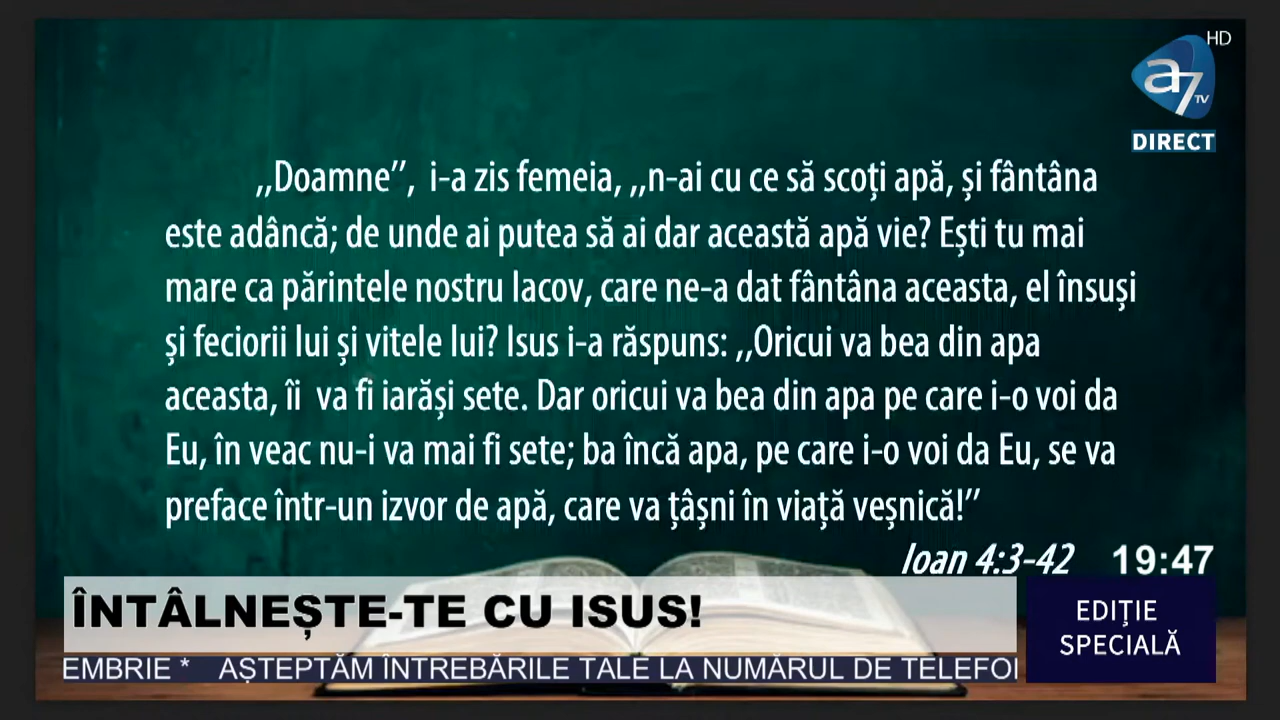 HD
a7 TV
DIRECT
,,Doamne”, i-a zis femeia, ,,n-ai cu ce să scoți apă, și fântâna
este adâncă; de unde ai putea să ai dar această apă vie? Ești tu mai
mare ca părintele nostru Iacov, care ne-a dat fântâna aceasta, el însuși
și feciorii lui și vitele lui? Isus i-a răspuns: ,,Oricui va bea din apa
aceasta, îi va fi iarăși sete. Dar oricui va bea din apa pe care i-o voi da
Eu, în veac nu-i va mai fi sete; ba încă apa, pe care i-o voi da Eu, se va
preface într-un izvor de apă, care va țâșni în viață veșnică!”
Ioan 4:3-42
19:47
ÎNTÂLNEȘTE-TE CU ISUS!
EDIȚIE
SPECIALĂ
EMBRIE * AȘTEPTĂM ÎNTREBĂRILE TALE LA NUMĂRUL DE TELEFO